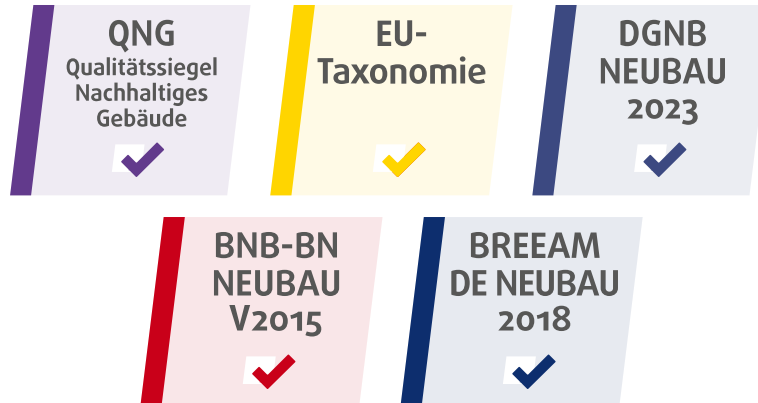 QNG
Qualitätssiegel
Nachhaltiges
Gebäude
EU-
Taxonomie
DGNB
NEUBAU
2023
BNB-BN
NEUBAU
V2015
BREEAM
DE NEUBAU
2018